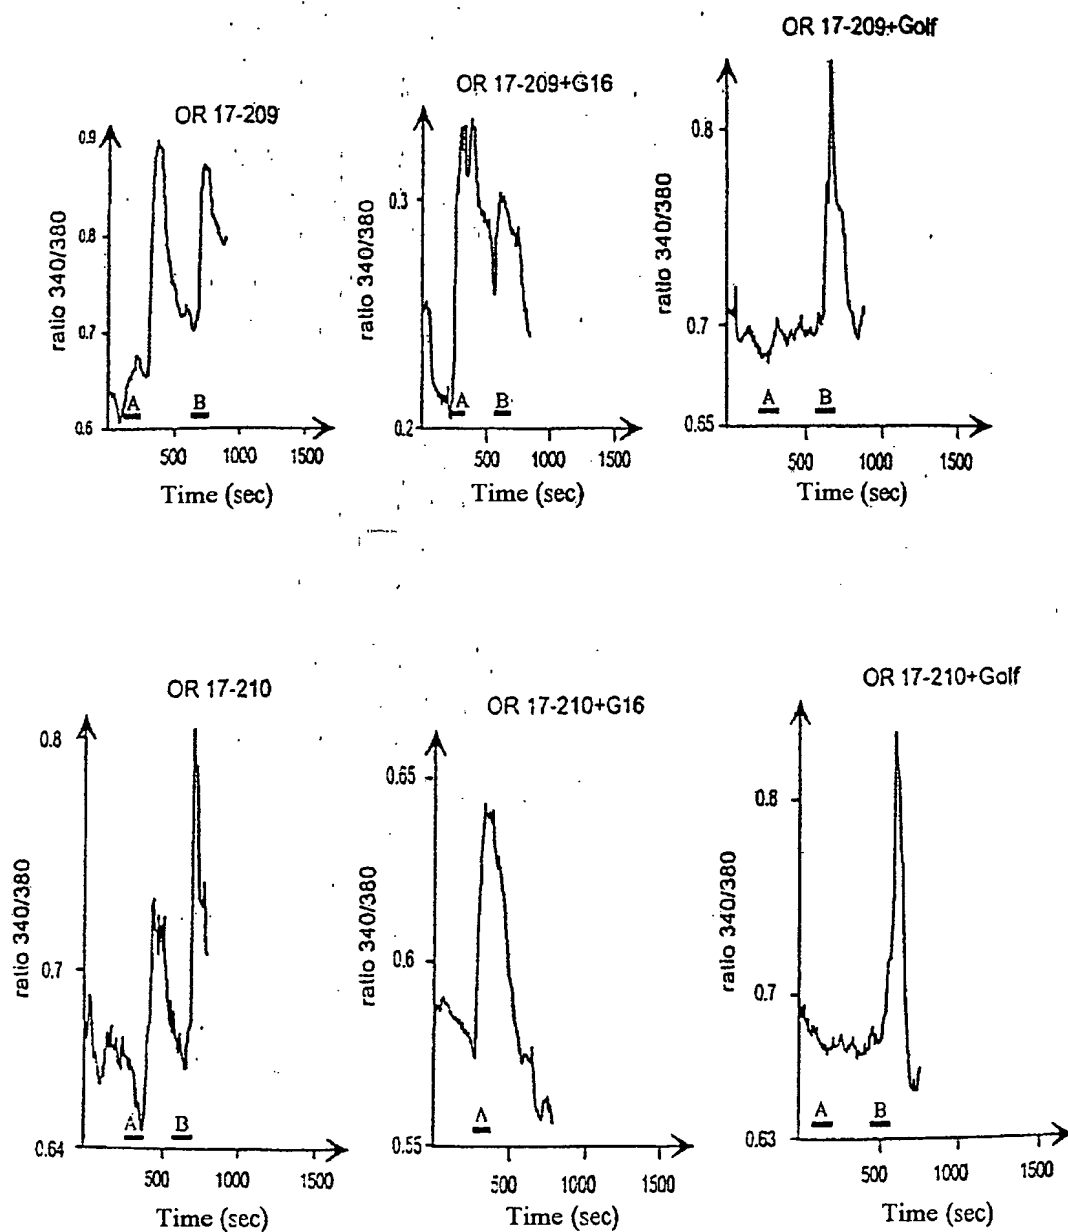 OR 17-209
ratio 340/380
0.9
0.8
0.7
0.6
A
B
500
1000
1500
Time (sec)
OR 17-209+G16
ratio 340/380
0.3
0.2
A
B
500
1000
1500
Time (sec)
OR 17-209+Golf
ratio 340/380
0.8
0.7
0.65
A
B
500
1000
1500
Time (sec)
OR 17-210
ratio 340/380
0.8
0.7
0.64
A
B
500
1000
1500
Time (sec)
OR 17-210+G16
ratio 340/380
0.65
0.6
0.55
A
500
1000
1500
Time (sec)
OR 17-210+Golf
ratio 340/380
0.8
0.7
0.63
A
B
500
1000
1500
Time (sec)